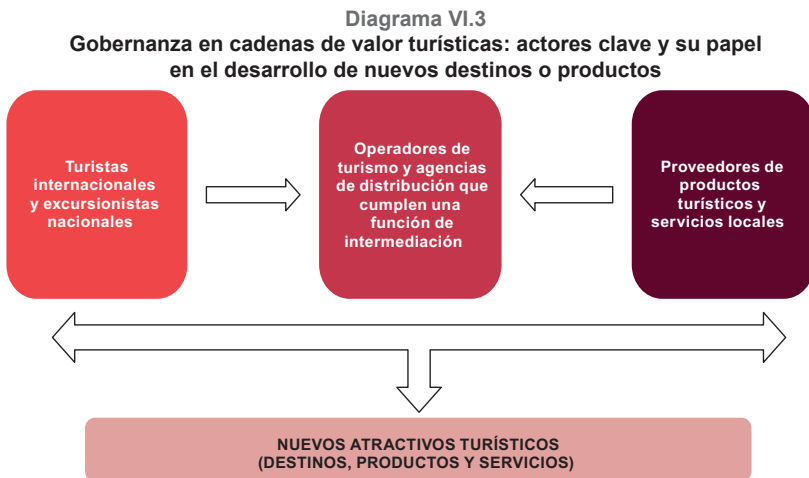 Diagrama VI.3
Gobernanza en cadenas de valor turísticas: actores clave y su papel
en el desarrollo de nuevos destinos o productos
Turistas
internacionales
y excursionistas
nacionales
Operadores de
turismo y agencias
de distribución que
cumplen una
función de
intermediación
Proveedores de
productos
turísticos y
servicios locales
NUEVOS ATRACTIVOS TURÍSTICOS
(DESTINOS, PRODUCTOS Y SERVICIOS)